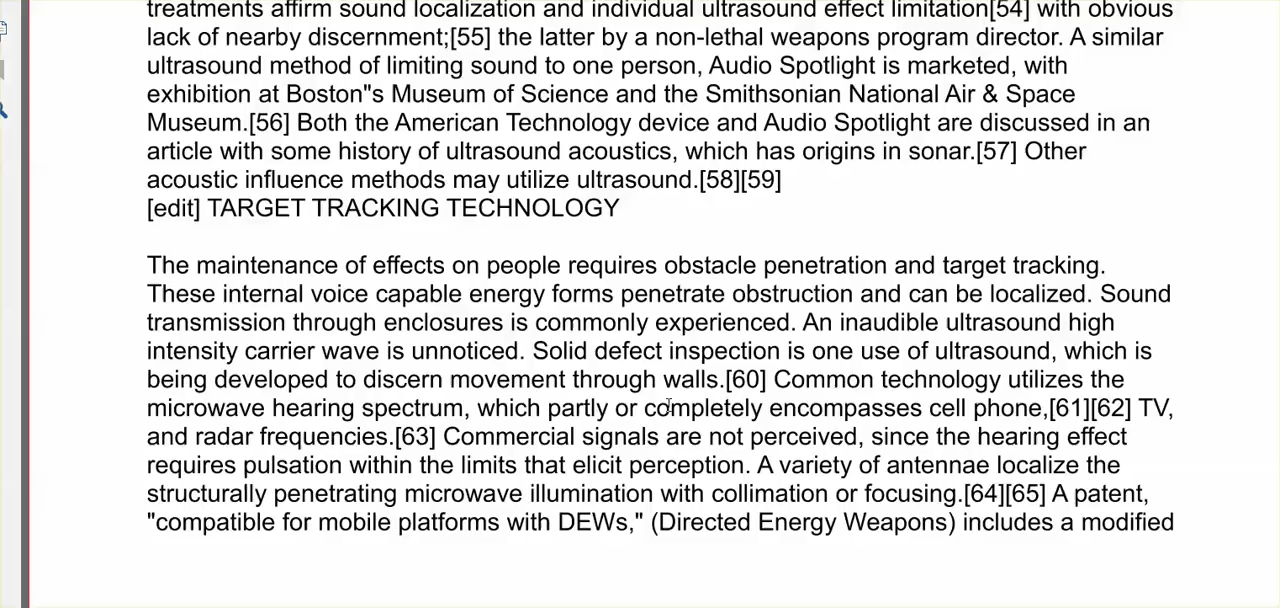 treatments affirm sound localization and individual ultrasound effect limitation[54] with obvious
lack of nearby discernment;[55] the latter by a non-lethal weapons program director. A similar
ultrasound method of limiting sound to one person, Audio Spotlight is marketed, with
exhibition at Boston"s Museum of Science and the Smithsonian National Air & Space
Museum.[56] Both the American Technology device and Audio Spotlight are discussed in an
article with some history of ultrasound acoustics, which has origins in sonar.[57] Other
acoustic influence methods may utilize ultrasound.[58][59]
[edit] TARGET TRACKING TECHNOLOGY
The maintenance of effects on people requires obstacle penetration and target tracking.
These internal voice capable energy forms penetrate obstruction and can be localized. Sound
transmission through enclosures is commonly experienced. An inaudible ultrasound high
intensity carrier wave is unnoticed. Solid defect inspection is one use of ultrasound, which is
being developed to discern movement through walls.[60] Common technology utilizes the
microwave hearing spectrum, which partly or completely encompasses cell phone,[61][62] TV,
and radar frequencies.[63] Commercial signals are not perceived, since the hearing effect
requires pulsation within the limits that elicit perception. A variety of antennae localize the
structurally penetrating microwave illumination with collimation or focusing.[64][65] A patent,
"compatible for mobile platforms with DEWs," (Directed Energy Weapons) includes a modified